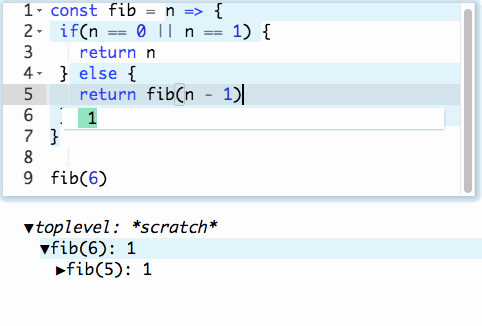 1 const fib = n => {
2 if(n == 0 || n == 1) {
3 return n
4 } else {
5 return fib(n - 1)
1
6
7 }
8
9 fib(6)
▼toplevel: *scratch*
▼fib(6): 1
▶fib(5): 1